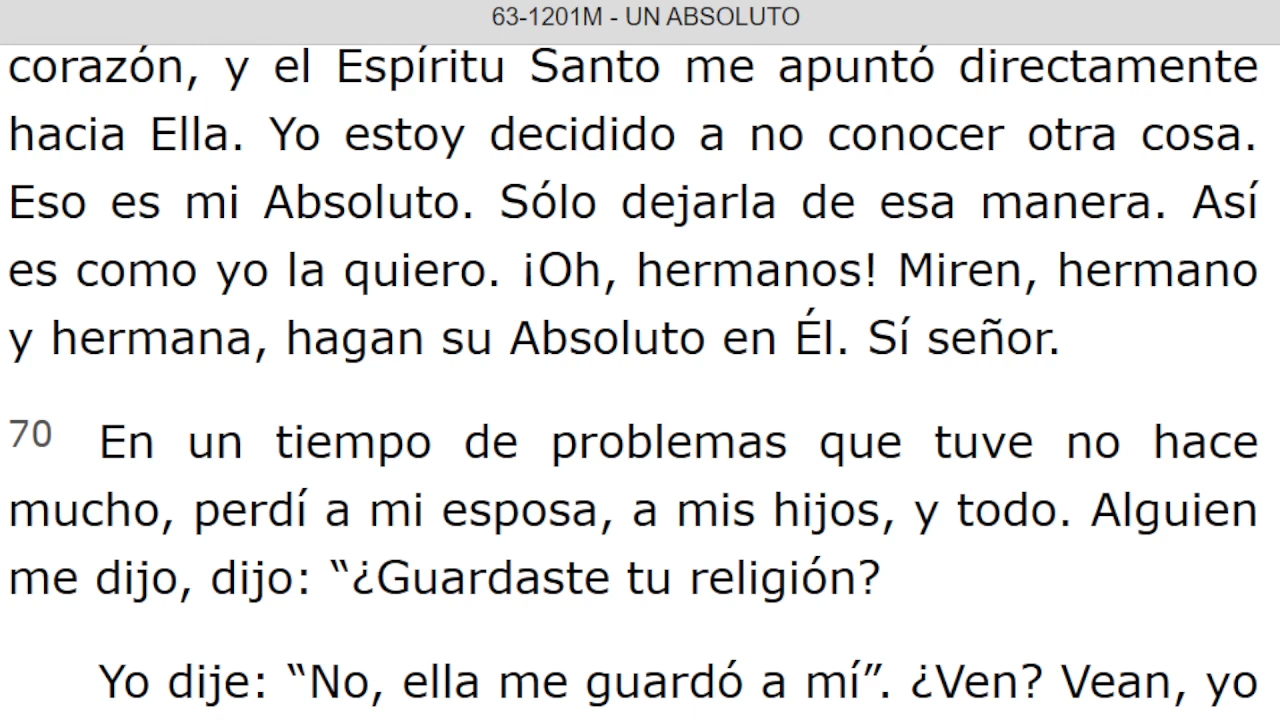 63-1201M - UN ABSOLUTO
corazón, y el Espíritu Santo me apuntó directamente
hacia Ella. Yo estoy decidido a no conocer otra cosa.
Eso es mi Absoluto. Sólo dejarla de esa manera. Así
es como yo la quiero. ¡Oh, hermanos! Miren, hermano
y hermana, hagan su Absoluto en Él. Sí señor.
70 En un tiempo de problemas que tuve no hace
mucho, perdí a mi esposa, a mis hijos, y todo. Alguien
me dijo, dijo: “¿Guardaste tu religión?
Yo dije: “No, ella me guardó a mí”. ¿Ven? Vean, yo